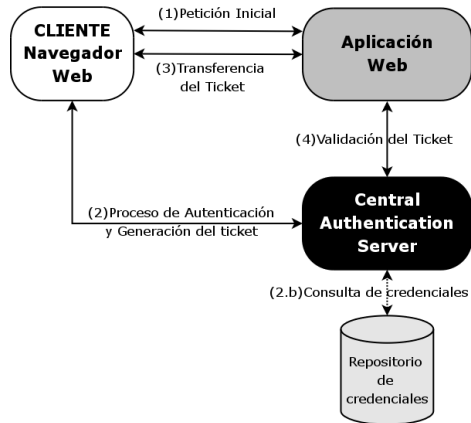 CLIENTE
Navegador
Web
(1)Petición Inicial
(3)Transferencia
del Ticket
Aplicación
Web
(4)Validación del Ticket
(2)Proceso de Autenticación
y Generación del ticket
Central
Authentication
Server
(2.b)Consulta de credenciales
Repositorio
de
credenciales